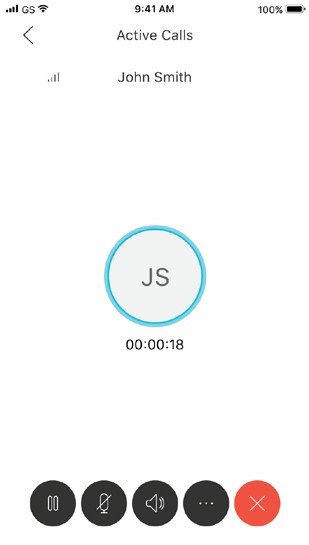 GS 9:41 AM 100%
Active Calls
John Smith
JS
00:00:18